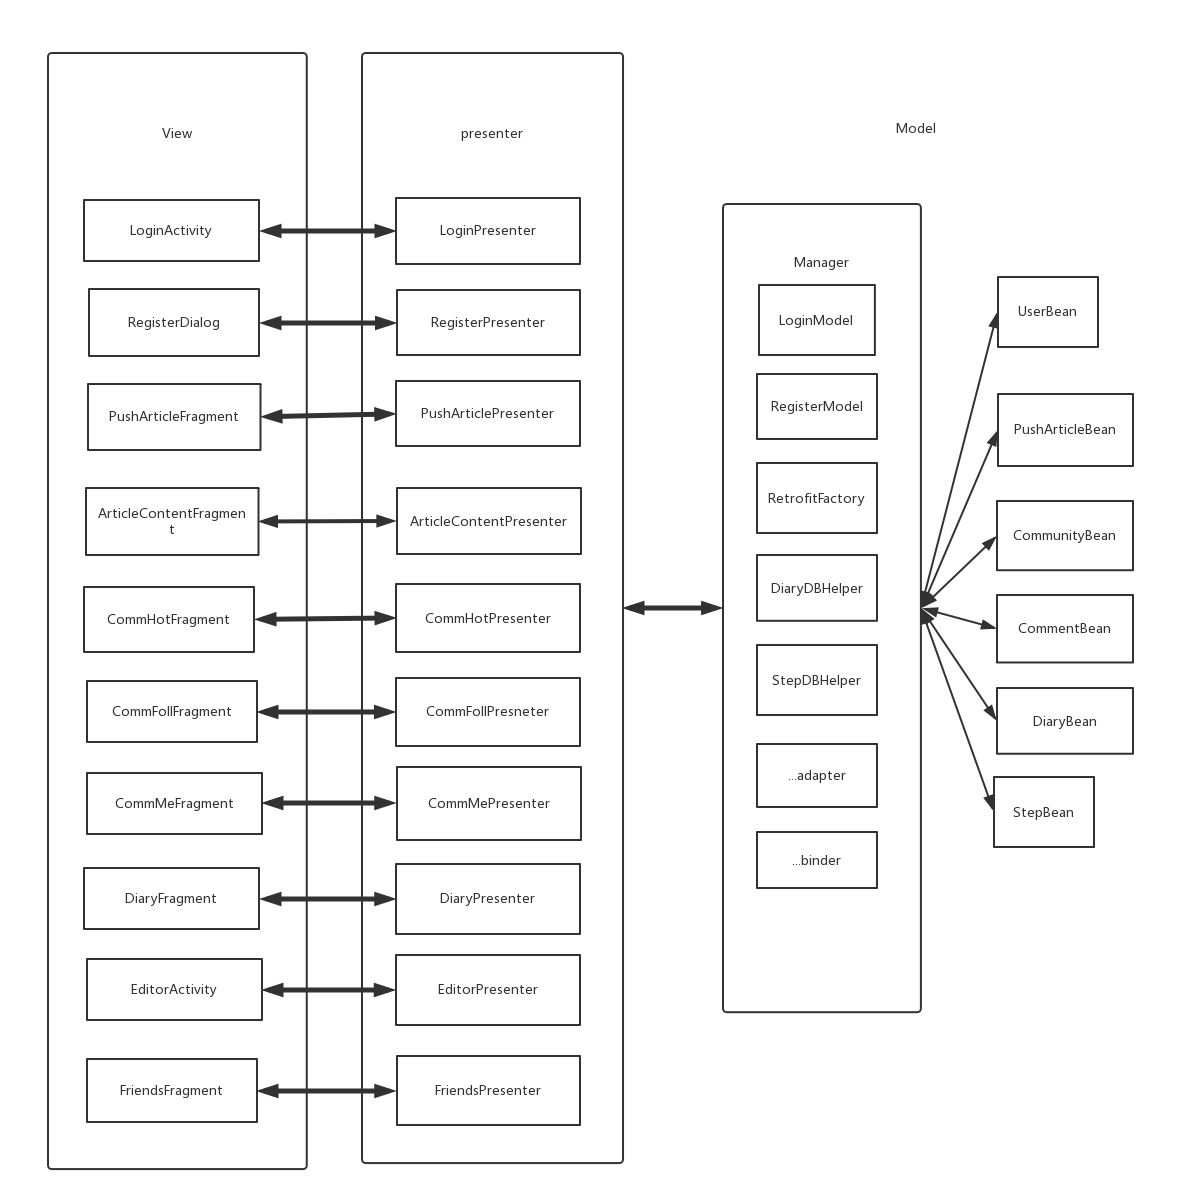 View
LoginActivity
RegisterDialog
PushArticleFragment
ArticleContentFragmen
t
CommHotFragment
CommFollFragment
CommMeFragment
DiaryFragment
EditorActivity
FriendsFragment
presenter
LoginPresenter
RegisterPresenter
PushArticlePresenter
ArticleContentPresenter
CommHotPresenter
CommFollPresneter
CommMePresenter
DiaryPresenter
EditorPresenter
FriendsPresenter
Model
Manager
LoginModel
RegisterModel
RetrofitFactory
DiaryDBHelper
StepDBHelper
...adapter
...binder
UserBean
PushArticleBean
CommunityBean
CommentBean
DiaryBean
StepBean